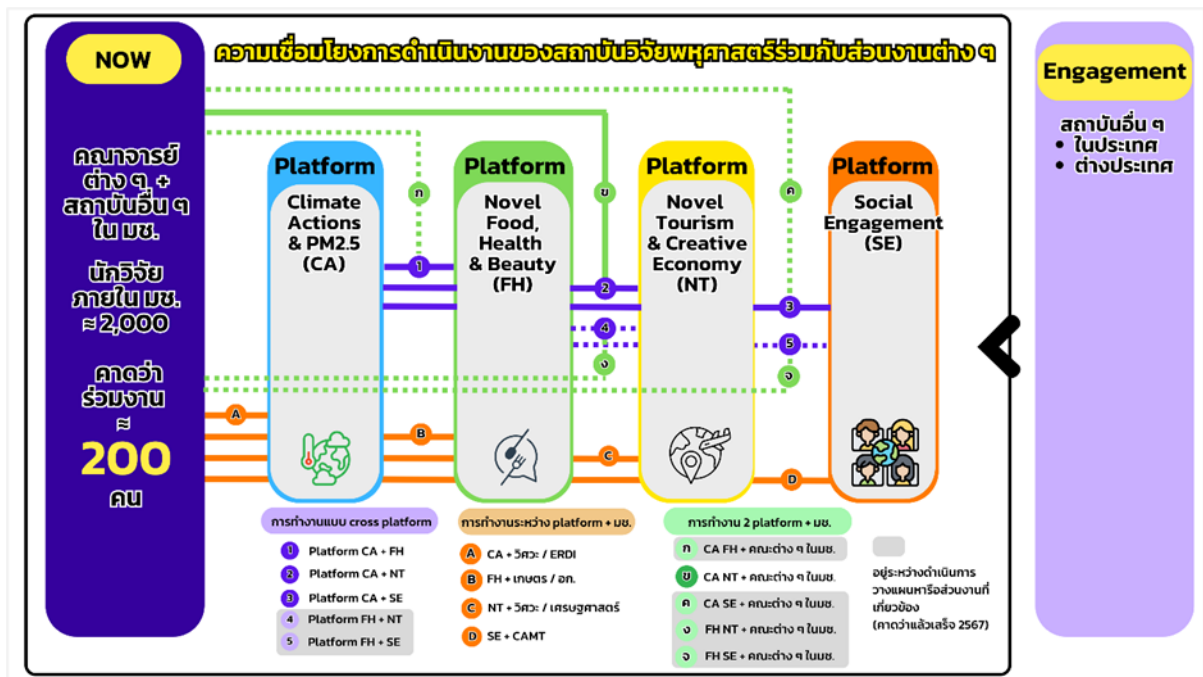 NOW
ความเชื่อมโยงการดำเนินงานของสถาบันวิจัยพหุศาสตร์ร่วมกับส่วนงานต่าง ๆ
คณาจารย์
ต่าง ๆ +
สถาบันอื่น ๆ
ใน มช.
นักวิจัย
ภายใน มช.
≈ 2,000
คาดว่า
ร่วมงาน
≈
200
คน
Platform
Climate
Actions
& PM2.5
(CA)
Platform
Novel
Food,
Health
& Beauty
(FH)
Platform
Novel
Tourism
& Creative
Economy
(NT)
Platform
Social
Engagement
(SE)
ก
ข
ค
1
2
3
4
5
ง
จ
A
B
C
D
การทำงานแบบ cross platform
1 Platform CA + FH
2 Platform CA + NT
3 Platform CA + SE
4 Platform FH + NT
5 Platform FH + SE
การทำงานระหว่าง platform + มช.
A CA + วิศวะ / ERDI
B FH + เกษตร / อก.
C NT + วิศวะ / เศรษฐศาสตร์
D SE + CAMT
การทำงาน 2 platform + มช.
ก CA FH + คณะต่าง ๆ ในมช.
ข CA NT + คณะต่าง ๆ ในมช.
ค CA SE + คณะต่าง ๆ ในมช.
ง FH NT + คณะต่าง ๆ ในมช.
จ FH SE + คณะต่าง ๆ ในมช.
อยู่ระหว่างดำเนินการ
วางแผนหารือส่วนงานที่
เกี่ยวข้อง
(คาดว่าแล้วเสร็จ 2567)
Engagement
สถาบันอื่น ๆ
• ในประเทศ
• ต่างประเทศ